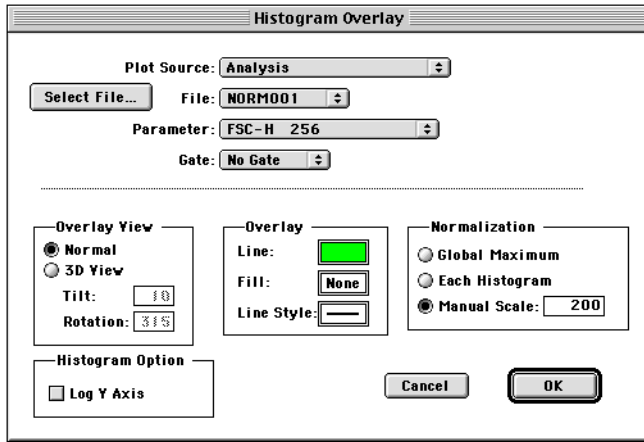 Histogram Overlay
Plot Source: Analysis
Select File... File: NORM001
Parameter: FSC-H 256
Gate: No Gate
Overlay View
Normal
3D View
Tilt: 10
Rotation: 315
Overlay
Line:
Fill: None
Line Style:
Normalization
Global Maximum
Each Histogram
Manual Scale: 200
Histogram Option
Log Y Axis
Cancel
OK